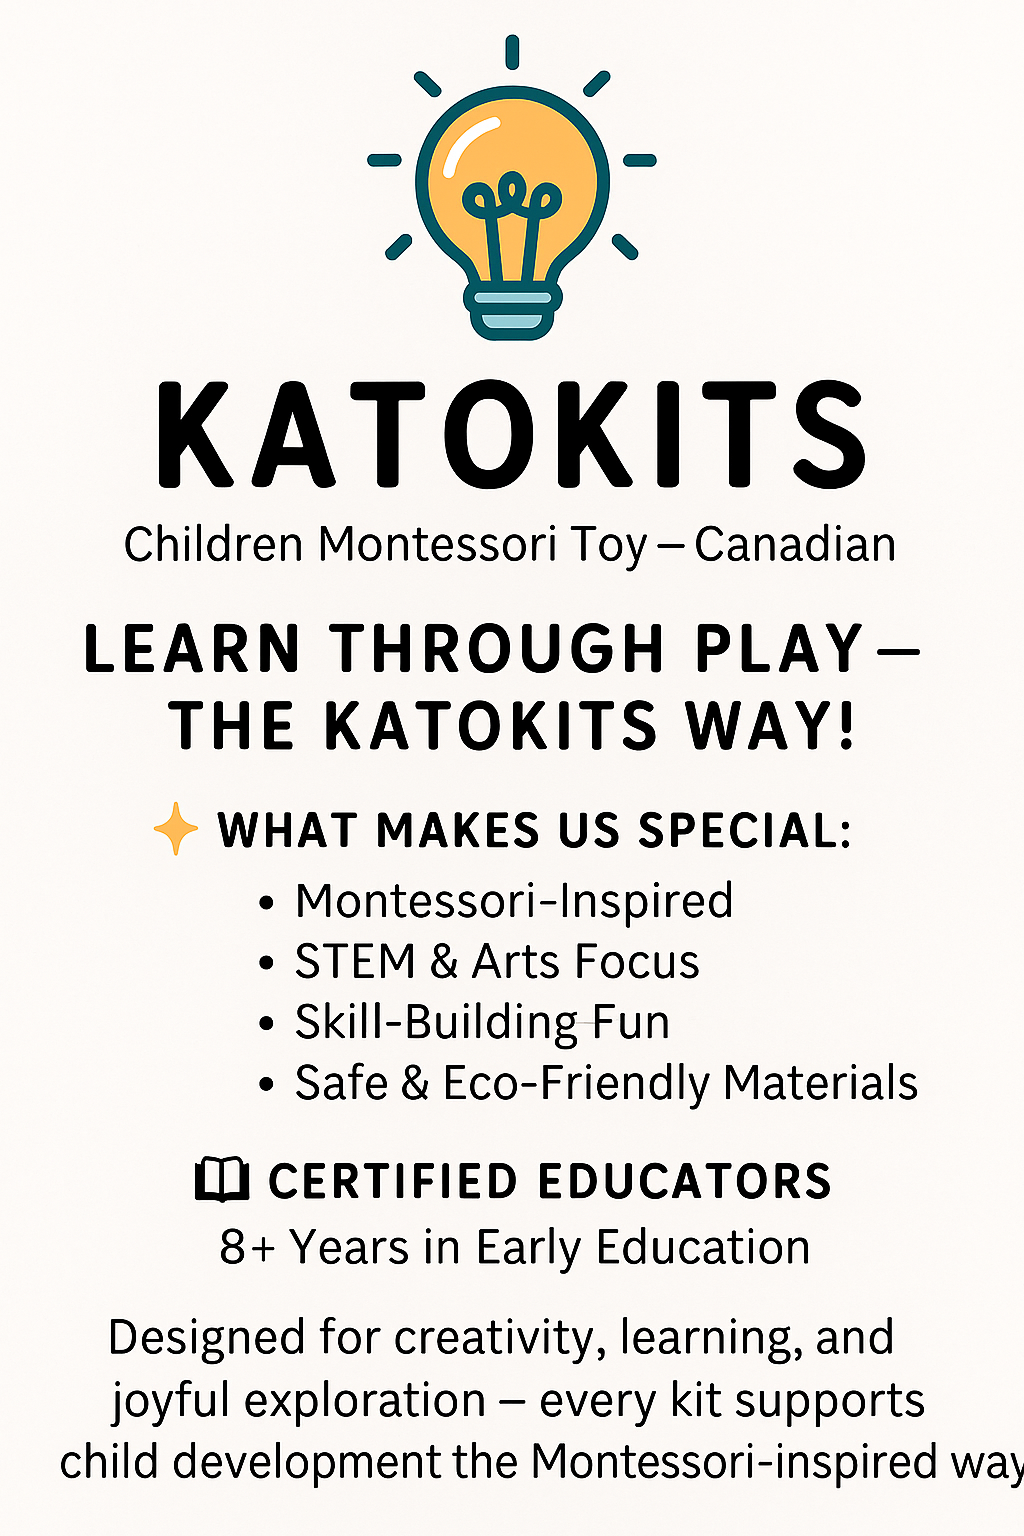 KATOKITS
Children Montessori Toy – Canadian
LEARN THROUGH PLAY –
THE KATOKITS WAY!
WHAT MAKES US SPECIAL:
• Montessori-Inspired
• STEM & Arts Focus
• Skill-Building Fun
• Safe & Eco-Friendly Materials
CERTIFIED EDUCATORS
8+ Years in Early Education
Designed for creativity, learning, and
joyful exploration – every kit supports
child development the Montessori-inspired way